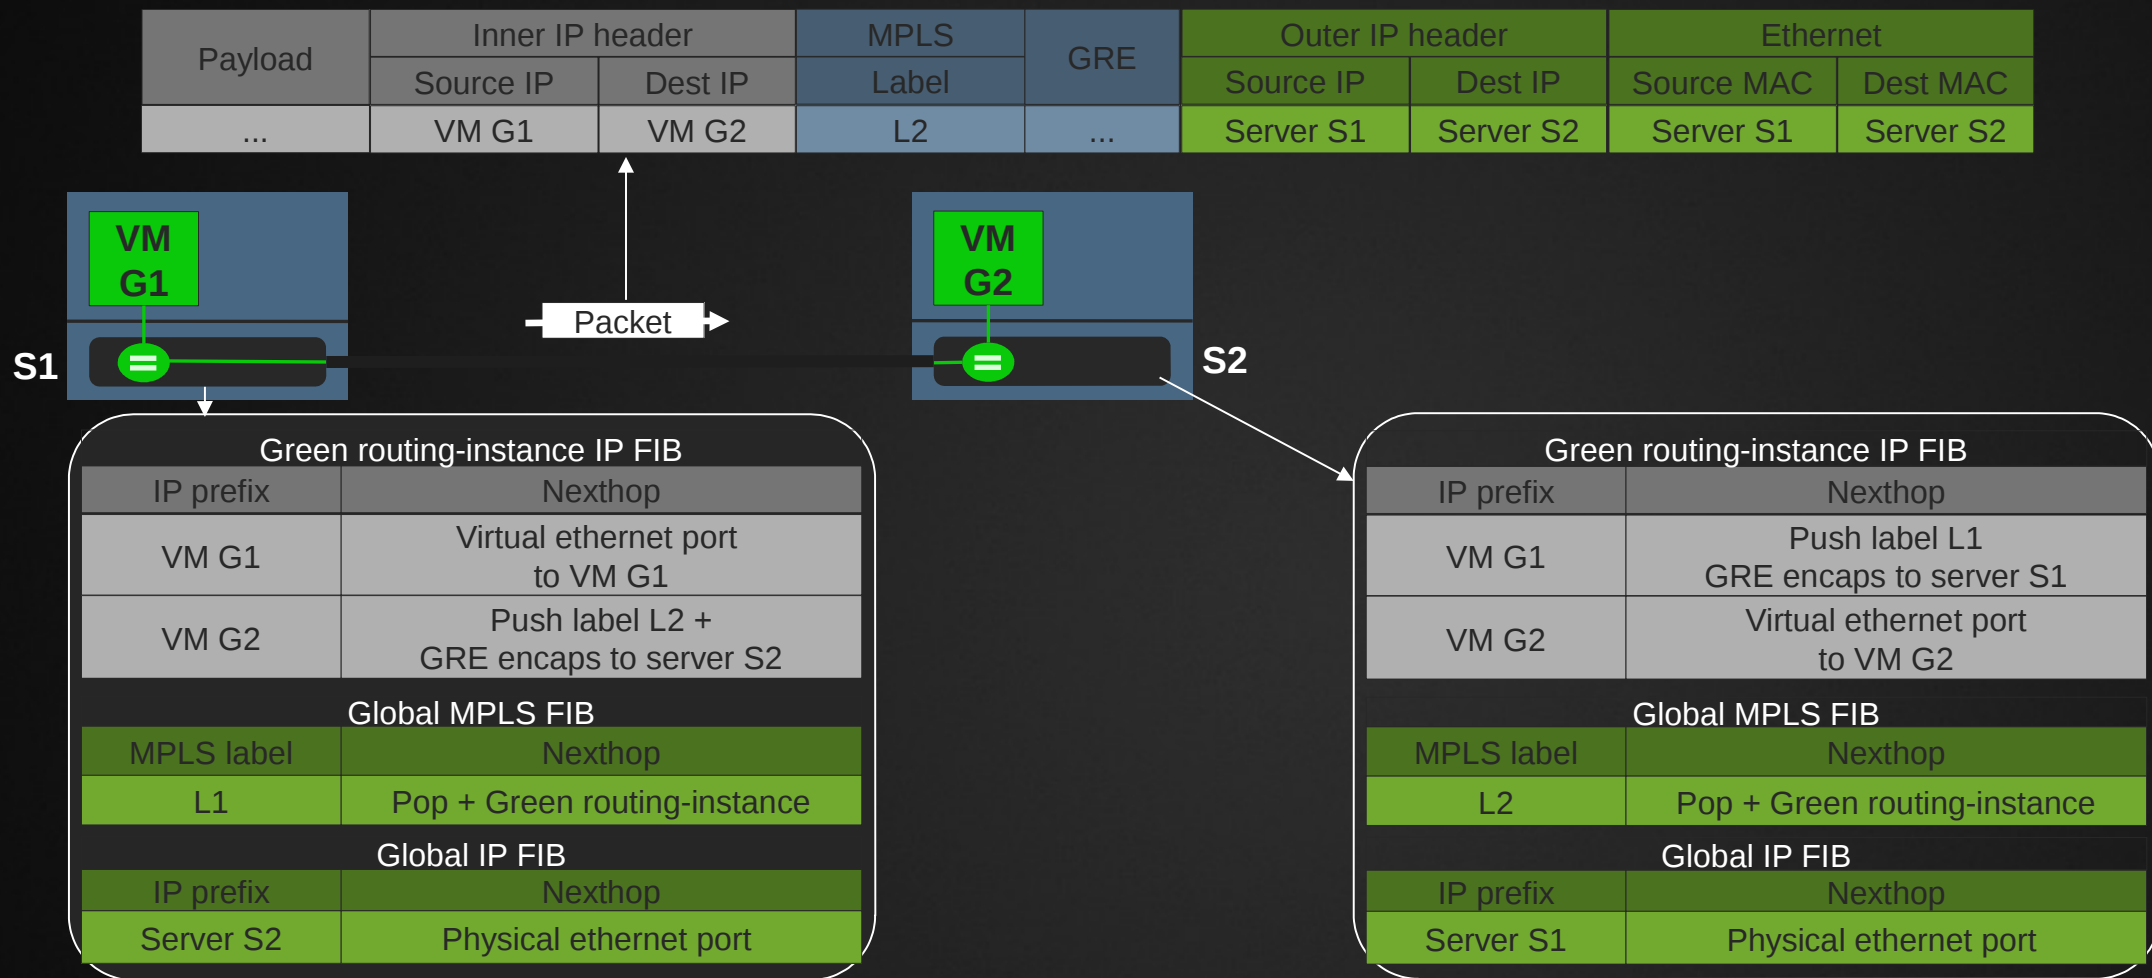 Payload
Inner IP header
MPLS
GRE
Outer IP header
Ethernet
Source IP
Dest IP
Label
Source IP
Dest IP
Source MAC
Dest MAC
...
VM G1
VM G2
L2
...
Server S1
Server S2
Server S1
Server S2
VM
G1
S1
Packet
VM
G2
S2
Green routing-instance IP FIB
IP prefix
Nexthop
VM G1
Virtual ethernet port
to VM G1
VM G2
Push label L2 +
GRE encaps to server S2
Global MPLS FIB
MPLS label
Nexthop
L1
Pop + Green routing-instance
Global IP FIB
IP prefix
Nexthop
Server S2
Physical ethernet port
Green routing-instance IP FIB
IP prefix
Nexthop
VM G1
Push label L1
GRE encaps to server S1
VM G2
Virtual ethernet port
to VM G2
Global MPLS FIB
MPLS label
Nexthop
L2
Pop + Green routing-instance
Global IP FIB
IP prefix
Nexthop
Server S1
Physical ethernet port